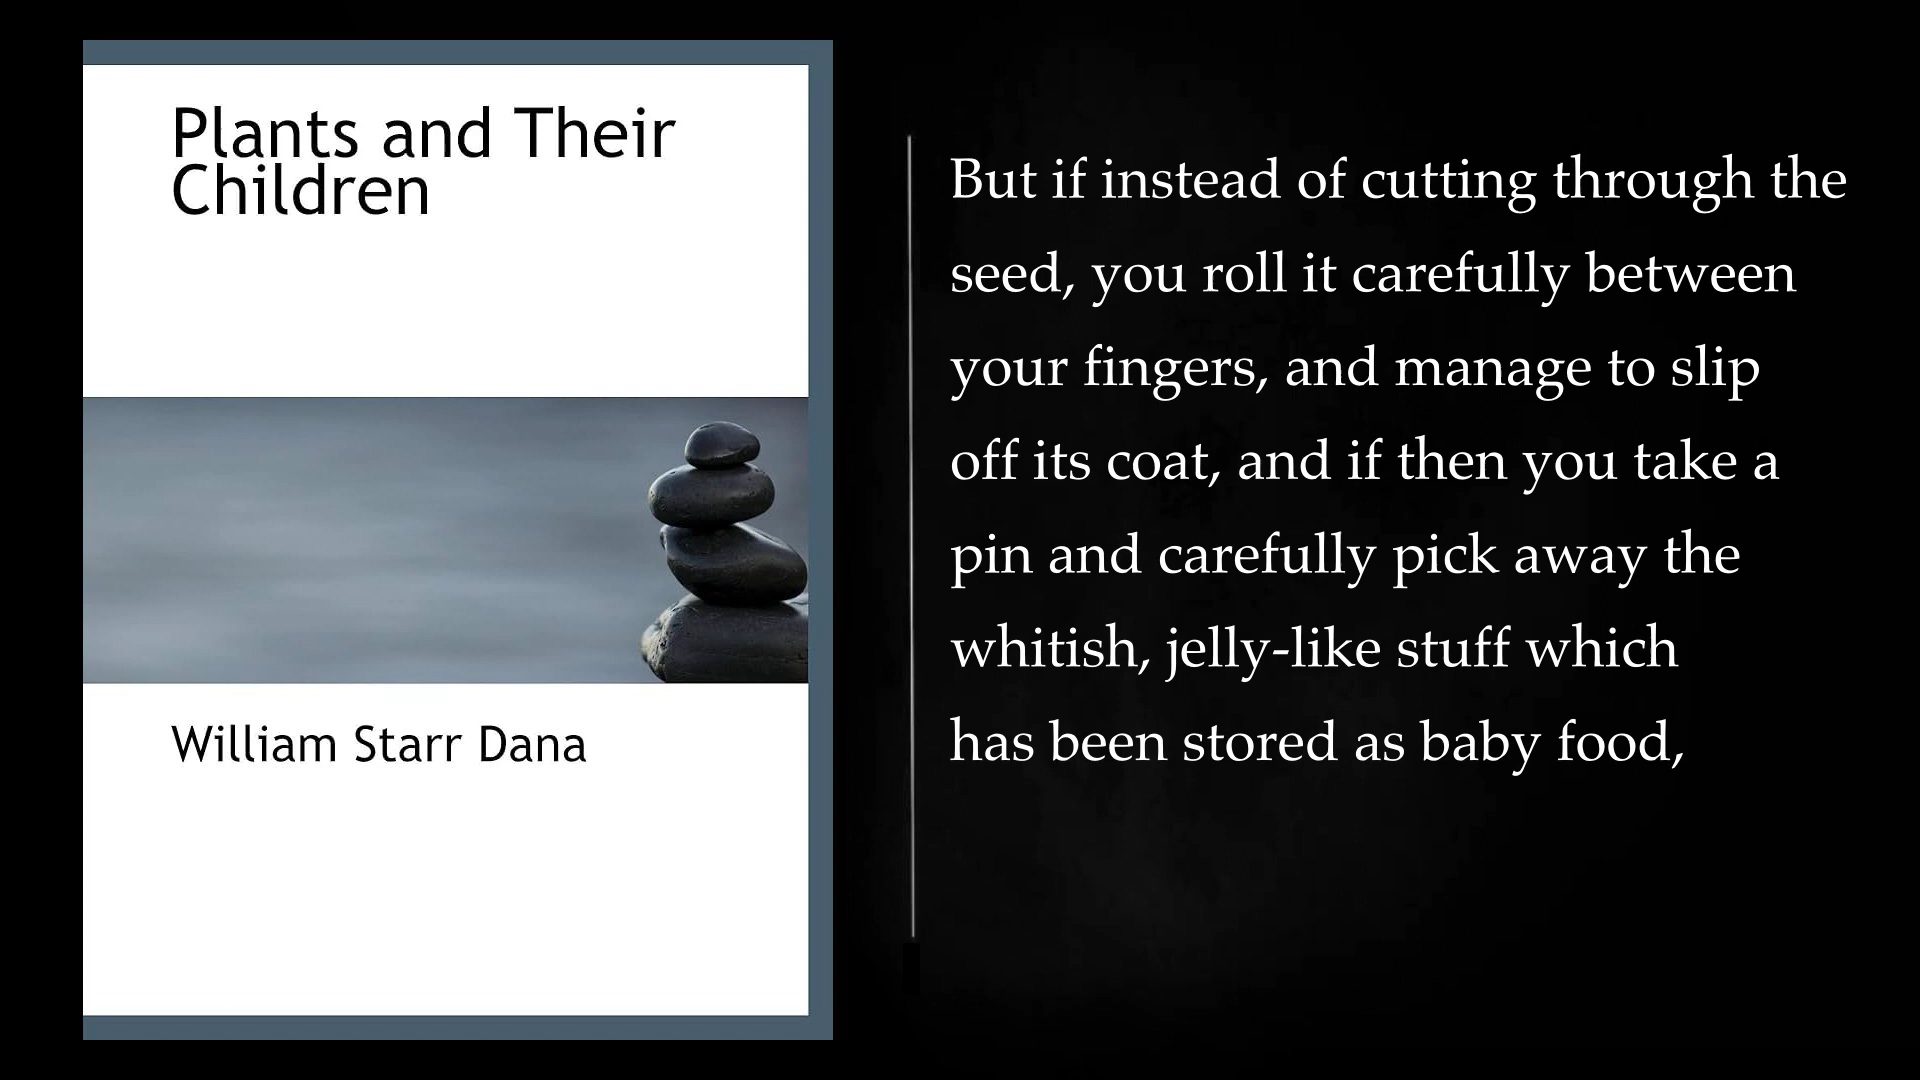 Plants and Their
Children
William Starr Dana
But if instead of cutting through the
seed, you roll it carefully between
your fingers, and manage to slip
off its coat, and if then you take a
pin and carefully pick away the
whitish, jelly-like stuff which
has been stored as baby food,